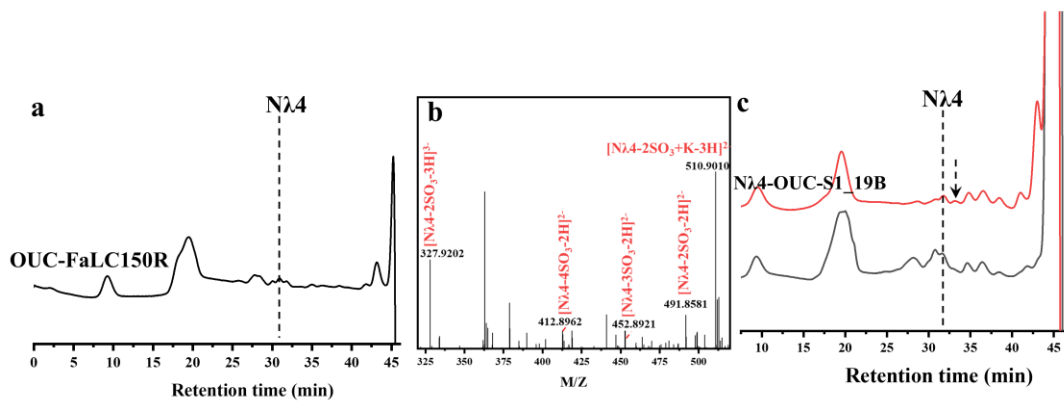 a
Nλ4
OUC-FaLC150R
0 5 10 15 20 25 30 35 40 45
Retention time (min)
b
[Nλ4-2SO₃-3H]³⁻
327.9202
[Nλ4-4SO₃-2H]²⁻
412.8962
[Nλ4-3SO₃-2H]²⁻
452.8921
[Nλ4-2SO₃-2H]²⁻
491.8581
[Nλ4-2SO₃+K-3H]²⁻
510.9010
325 350 375 400 425 450 475 500
M/Z
c
Nλ4
Nλ4-OUC-S1_19B
10 15 20 25 30 35 40 45
Retention time (min)